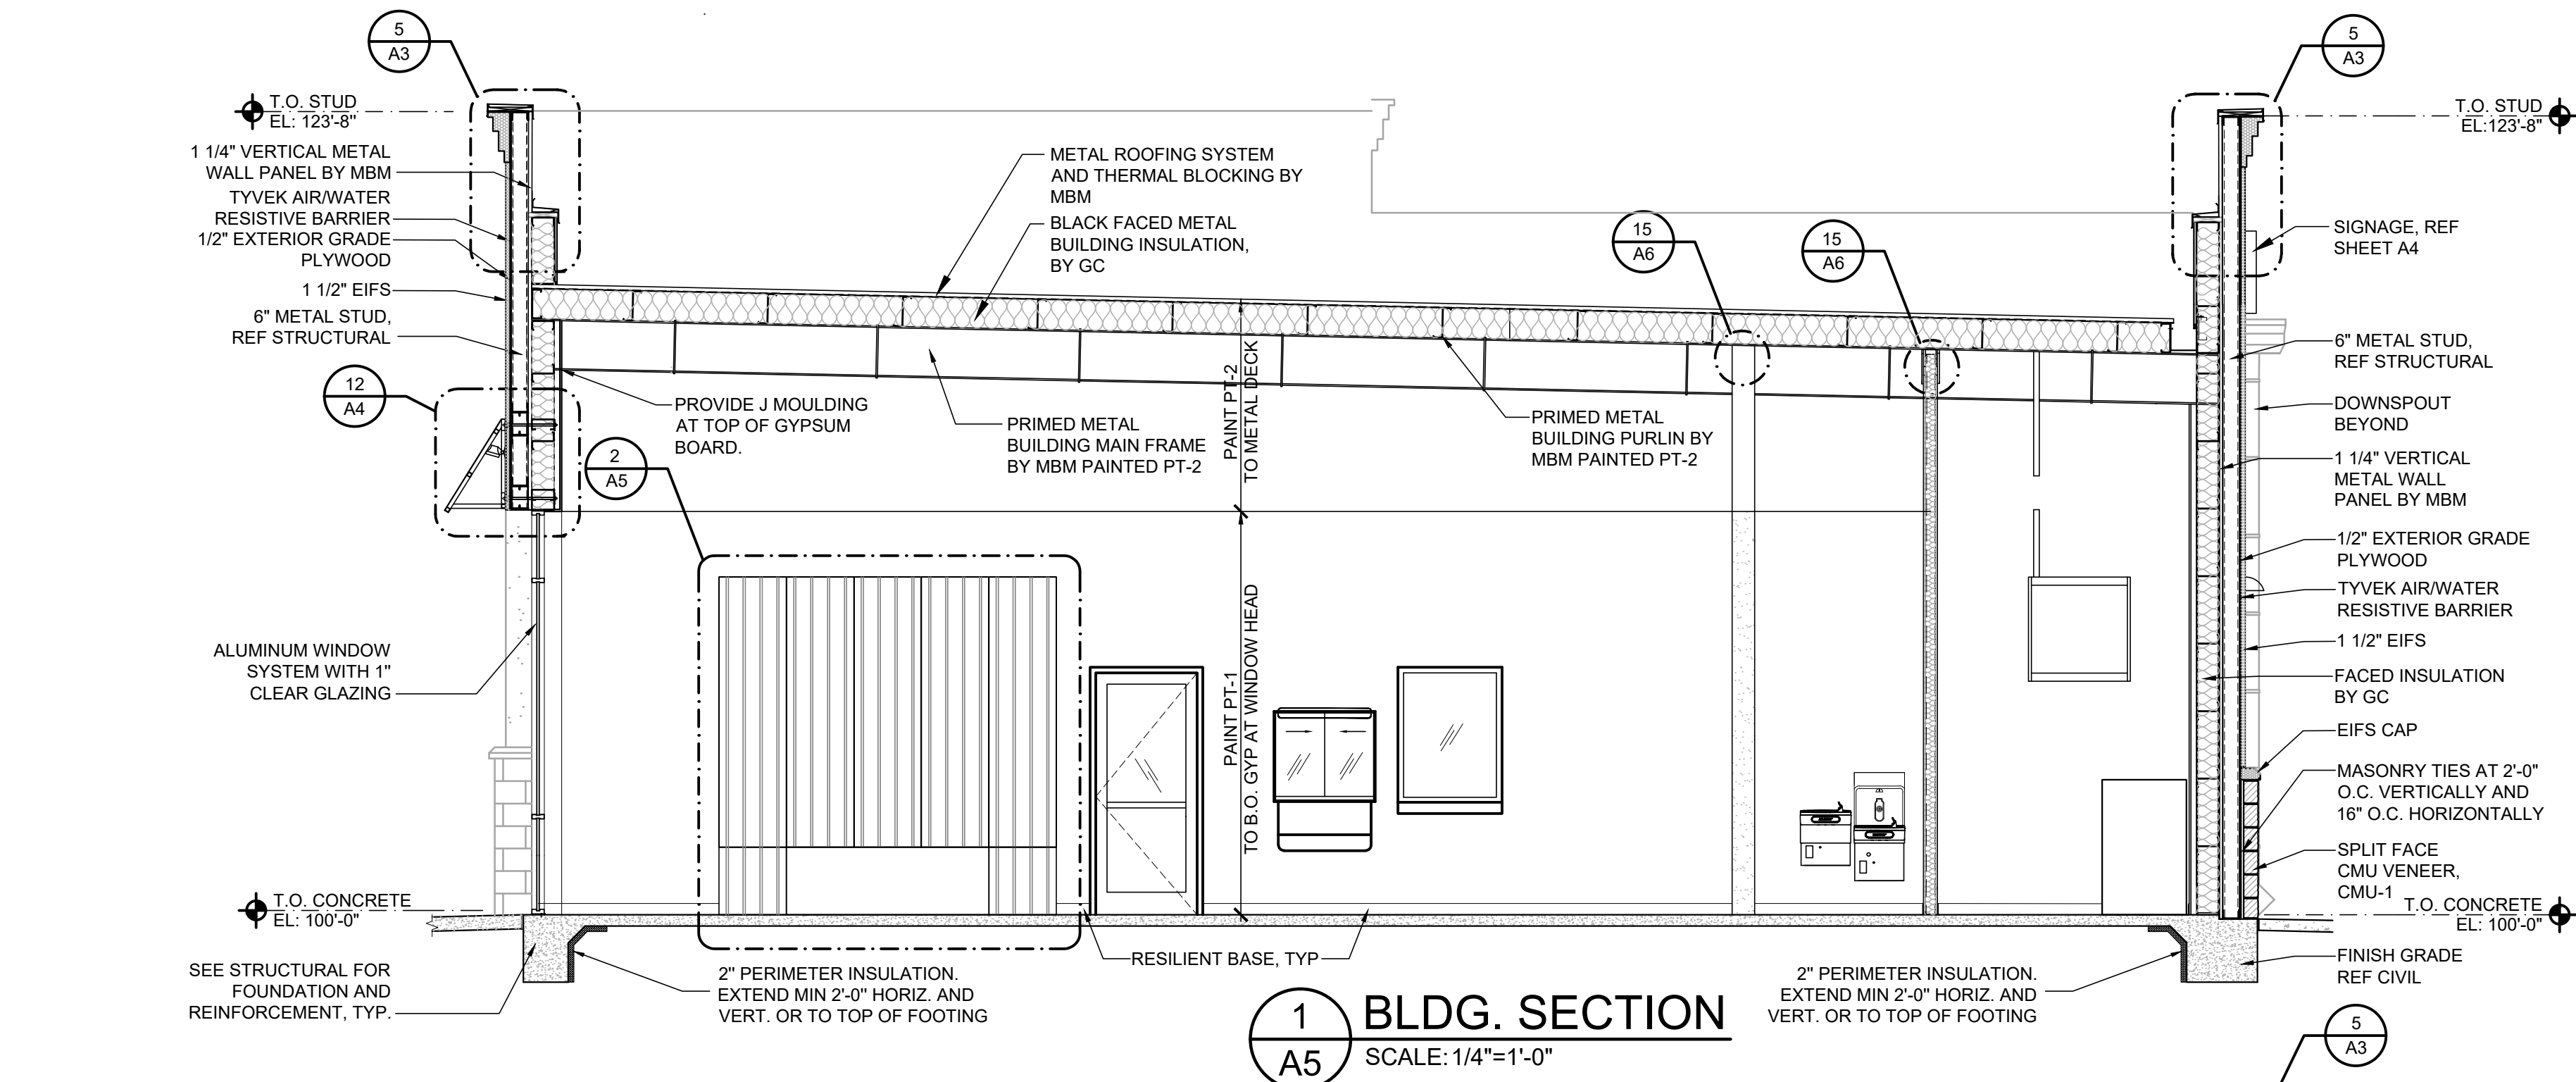 5
A3
5
A3
T.O. STUD
EL: 123'-8"
1 1/4" VERTICAL METAL
WALL PANEL BY MBM
TYVEK AIR/WATER
RESISTIVE BARRIER
1/2" EXTERIOR GRADE
PLYWOOD
1 1/2" EIFS
6" METAL STUD,
REF STRUCTURAL
12
A4
ALUMINUM WINDOW
SYSTEM WITH 1"
CLEAR GLAZING
T.O. CONCRETE
EL: 100'-0"
SEE STRUCTURAL FOR
FOUNDATION AND
REINFORCEMENT, TYP.
METAL ROOFING SYSTEM
AND THERMAL BLOCKING BY
MBM
BLACK FACED METAL
BUILDING INSULATION,
BY GC
15
A6
15
A6
PROVIDE J MOULDING
AT TOP OF GYPSUM
BOARD.
2
A5
PRIMED METAL
BUILDING MAIN FRAME
BY MBM PAINTED PT-2
PAINT PT-2
TO METAL DECK
PRIMED METAL
BUILDING PURLIN BY
MBM PAINTED PT-2
PAINT PT-1
TO B.O. GYP AT WINDOW HEAD
RESILIENT BASE, TYP
2" PERIMETER INSULATION.
EXTEND MIN 2'-0" HORIZ. AND
VERT. OR TO TOP OF FOOTING
2" PERIMETER INSULATION.
EXTEND MIN 2'-0" HORIZ. AND
VERT. OR TO TOP OF FOOTING
T.O. STUD
EL:123'-8"
SIGNAGE, REF
SHEET A4
6" METAL STUD,
REF STRUCTURAL
DOWNSPOUT
BEYOND
1 1/4" VERTICAL
METAL WALL
PANEL BY MBM
1/2" EXTERIOR GRADE
PLYWOOD
TYVEK AIR/WATER
RESISTIVE BARRIER
1 1/2" EIFS
FACED INSULATION
BY GC
EIFS CAP
MASONRY TIES AT 2'-0"
O.C. VERTICALLY AND
16" O.C. HORIZONTALLY
SPLIT FACE
CMU VENEER,
CMU-1
T.O. CONCRETE
EL: 100'-0"
FINISH GRADE
REF CIVIL
1
A5
BLDG. SECTION
SCALE: 1/4"=1'-0"
5
A3